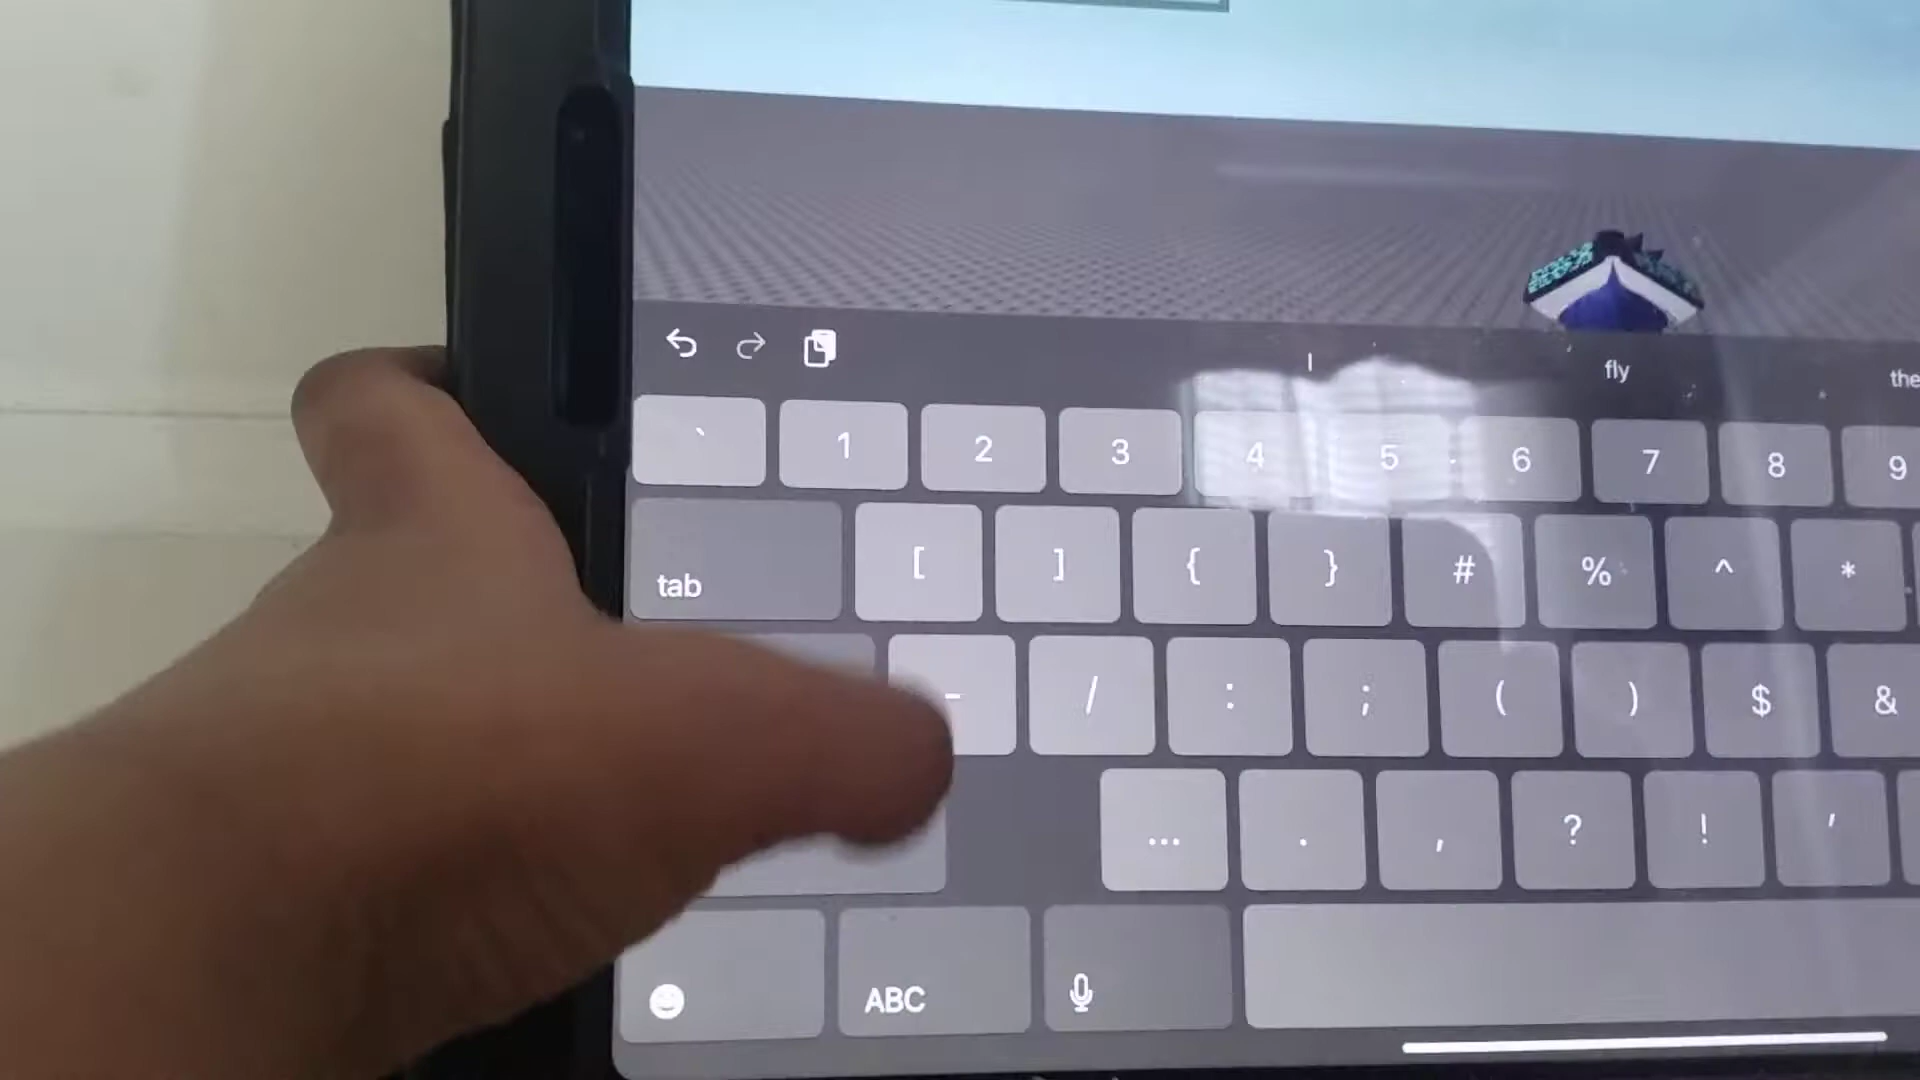 I fly the
` 1 2 3 4 5 6 7 8 9
tab [ ] { } # % ^ *
- / : ; ( ) $ &
... . , ? ! '
ABC